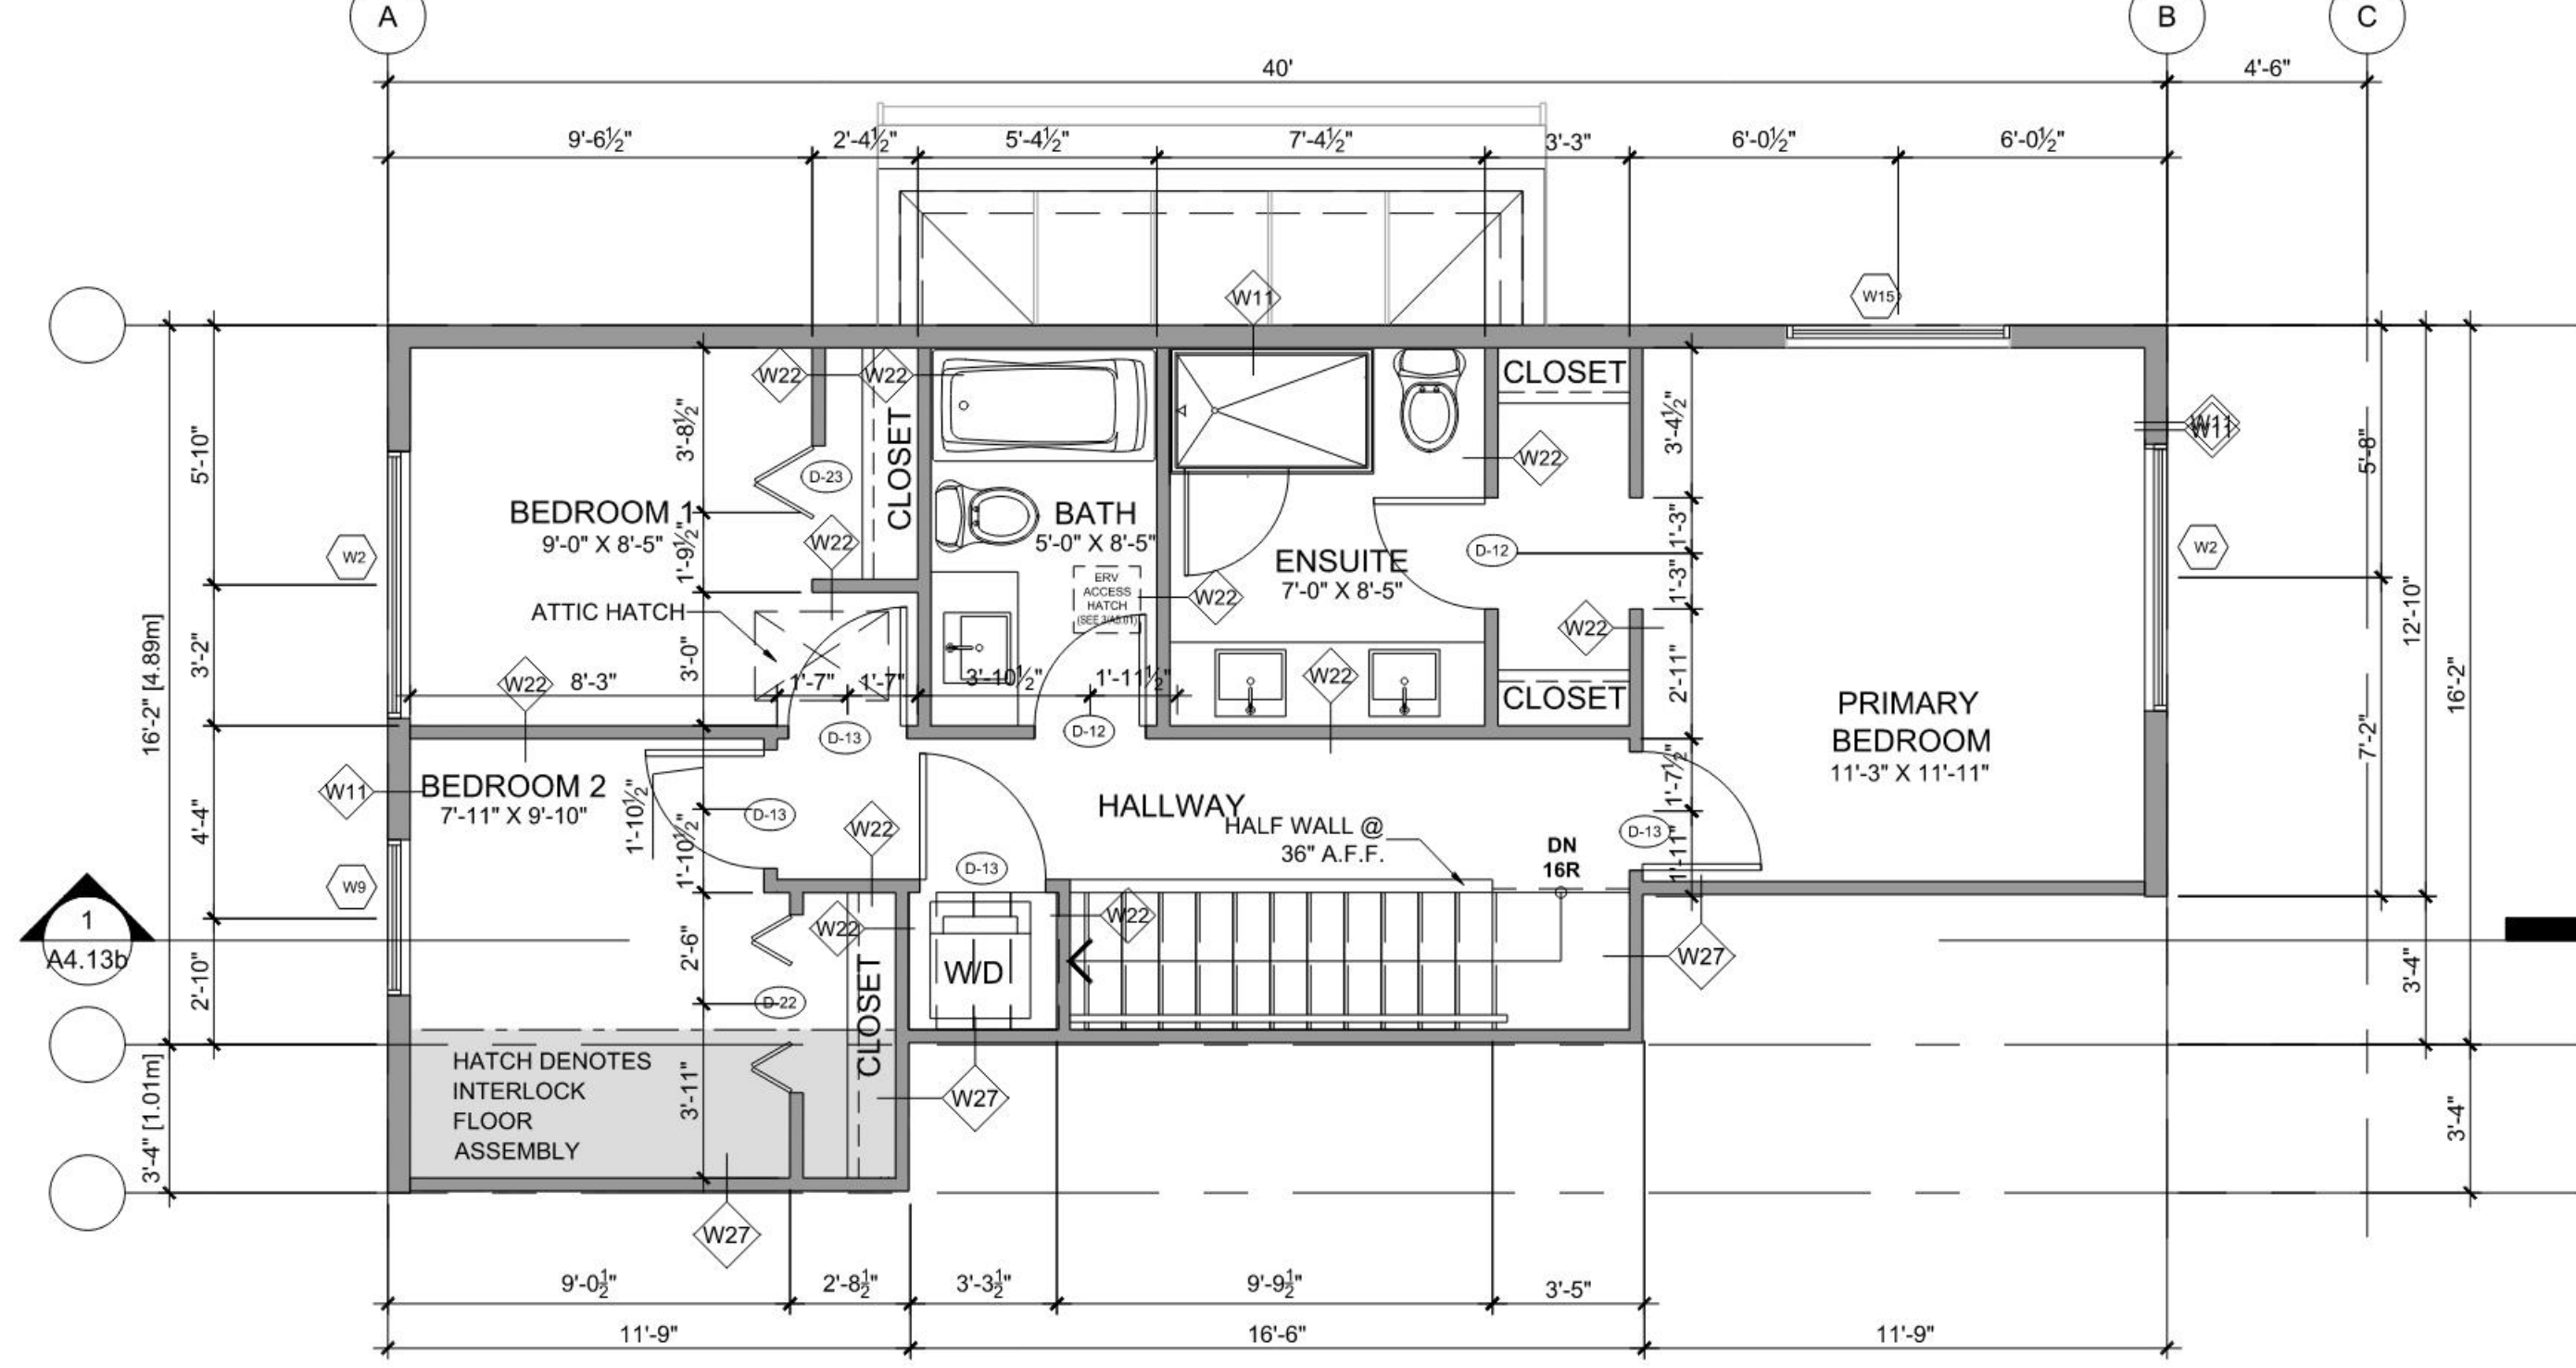 A
B
C
40'
4'-6"
9'-6½"
2'-4½"
5'-4½"
7'-4½"
3'-3"
6'-0½"
6'-0½"
W11
W15
W22
W22
CLOSET
3'-8½"
3'-4½"
5'-10"
5'-8"
W11
CLOSET
D-23
W22
BEDROOM 1
9'-0" X 8'-5"
BATH
5'-0" X 8'-5"
W22
1'-9½"
1'-3"
W2
D-12
W2
ENSUITE
7'-0" X 8'-5"
ERV
ACCESS
HATCH
W22
1'-3"
ATTIC HATCH
W22
12'-10"
16'-2" [4.89m]
3'-2"
3'-0"
2'-11"
16'-2"
W22
8'-3"
1'-7"
1'-7"
3'-10½"
1'-11½"
W22
CLOSET
PRIMARY
BEDROOM
11'-3" X 11'-11"
D-13
D-12
7'-2"
1'-7½"
W11
BEDROOM 2
7'-11" X 9'-10"
1'-10½"
D-13
W22
HALLWAY
HALF WALL @
36" A.F.F.
DN
16R
D-13
4'-4"
1'-10½"
D-13
1'-11"
W9
1
A4.13b
W22
W22
2'-6"
W/D
W27
3'-4"
2'-10"
D-22
CLOSET
HATCH DENOTES
INTERLOCK
FLOOR
ASSEMBLY
3'-11"
W27
3'-4" [1.01m]
3'-4"
W27
9'-0½"
2'-8½"
3'-3½"
9'-9½"
3'-5"
11'-9"
16'-6"
11'-9"